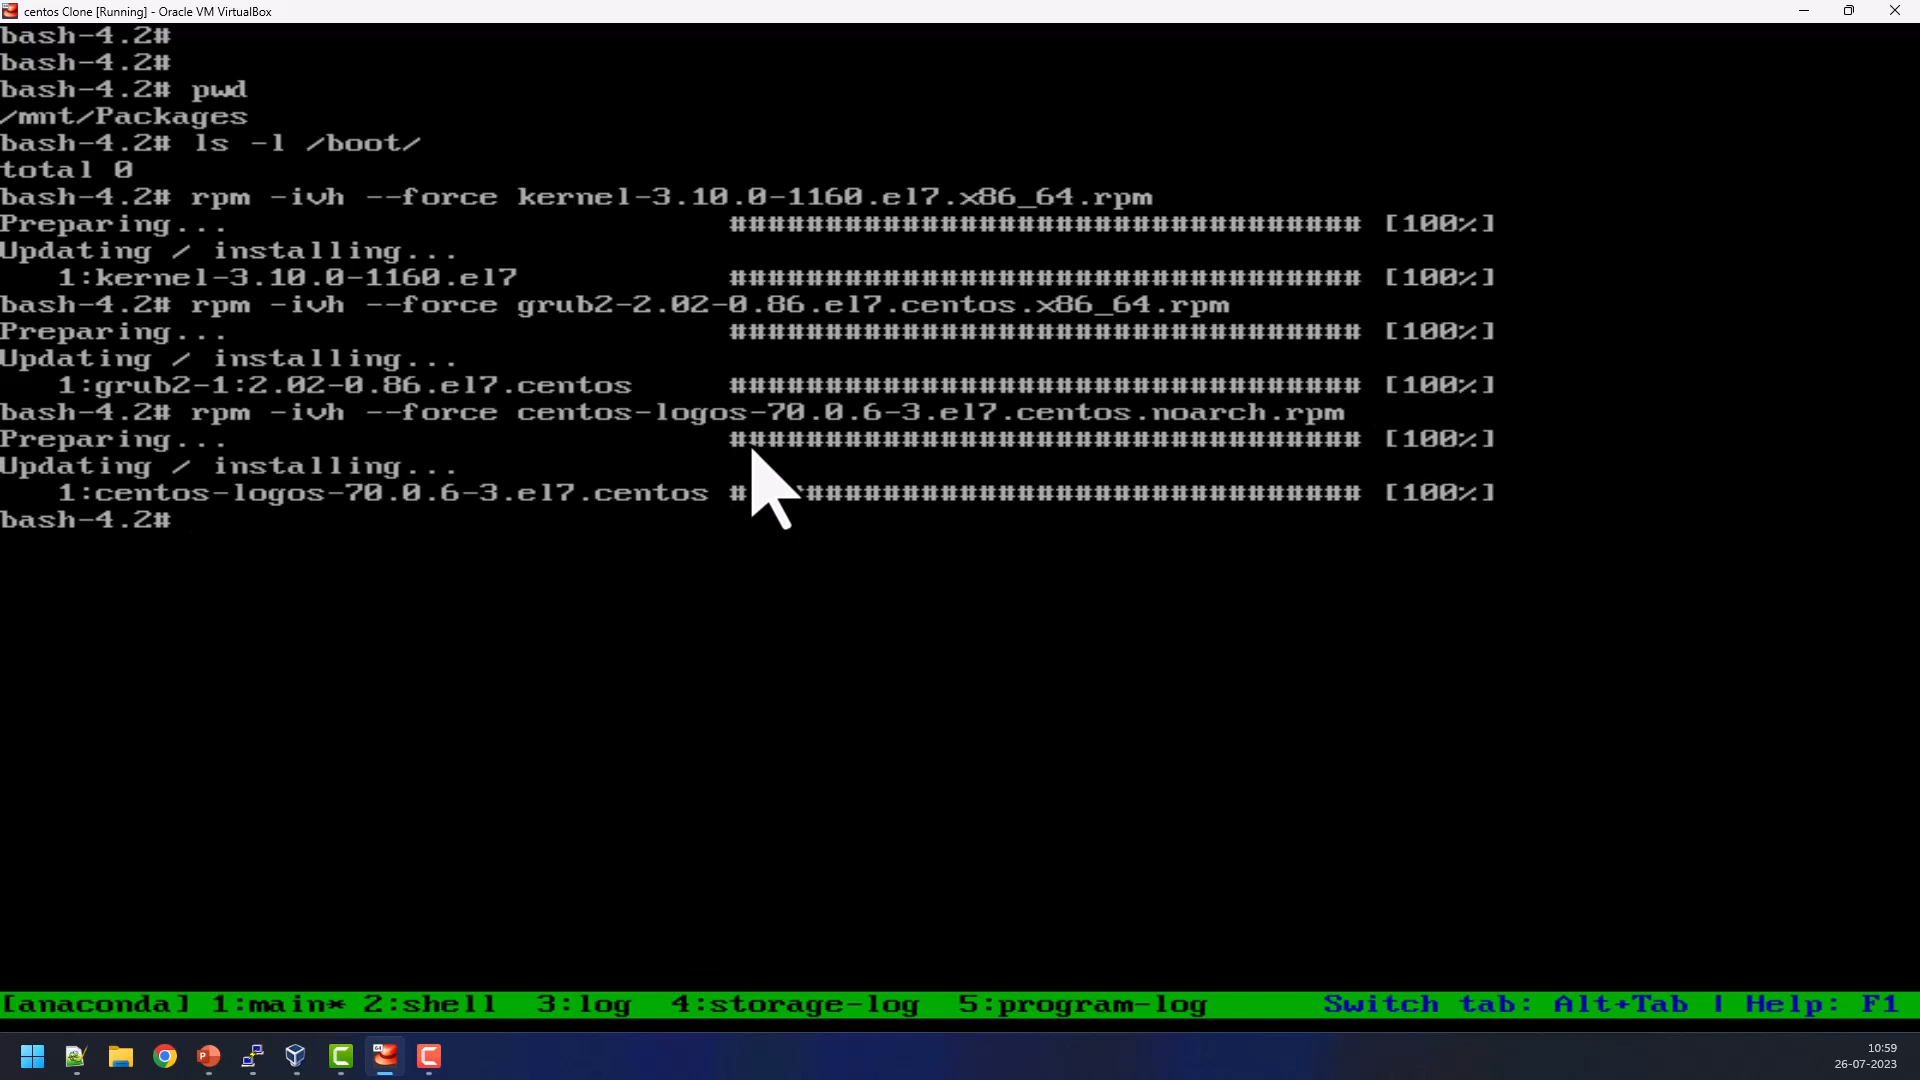 centos Clone [Running] - Oracle VM VirtualBox
bash-4.2#
bash-4.2#
bash-4.2# pwd
/mnt/Packages
bash-4.2# ls -l /boot/
total 0
bash-4.2# rpm -ivh --force kernel-3.10.0-1160.el7.x86_64.rpm
Preparing... ################################# [100%]
Updating / installing...
1:kernel-3.10.0-1160.el7 ################################# [100%]
bash-4.2# rpm -ivh --force grub2-2.02-0.86.el7.centos.x86_64.rpm
Preparing... ################################# [100%]
Updating / installing...
1:grub2-1:2.02-0.86.el7.centos ################################# [100%]
bash-4.2# rpm -ivh --force centos-logos-70.0.6-3.el7.centos.noarch.rpm
Preparing... ################################# [100%]
Updating / installing...
1:centos-logos-70.0.6-3.el7.centos ################################# [100%]
bash-4.2#
[anaconda] 1:main* 2:shell 3:log 4:storage-log 5:program-log Switch tab: Alt+Tab | Help: F1
10:59
26-07-2023